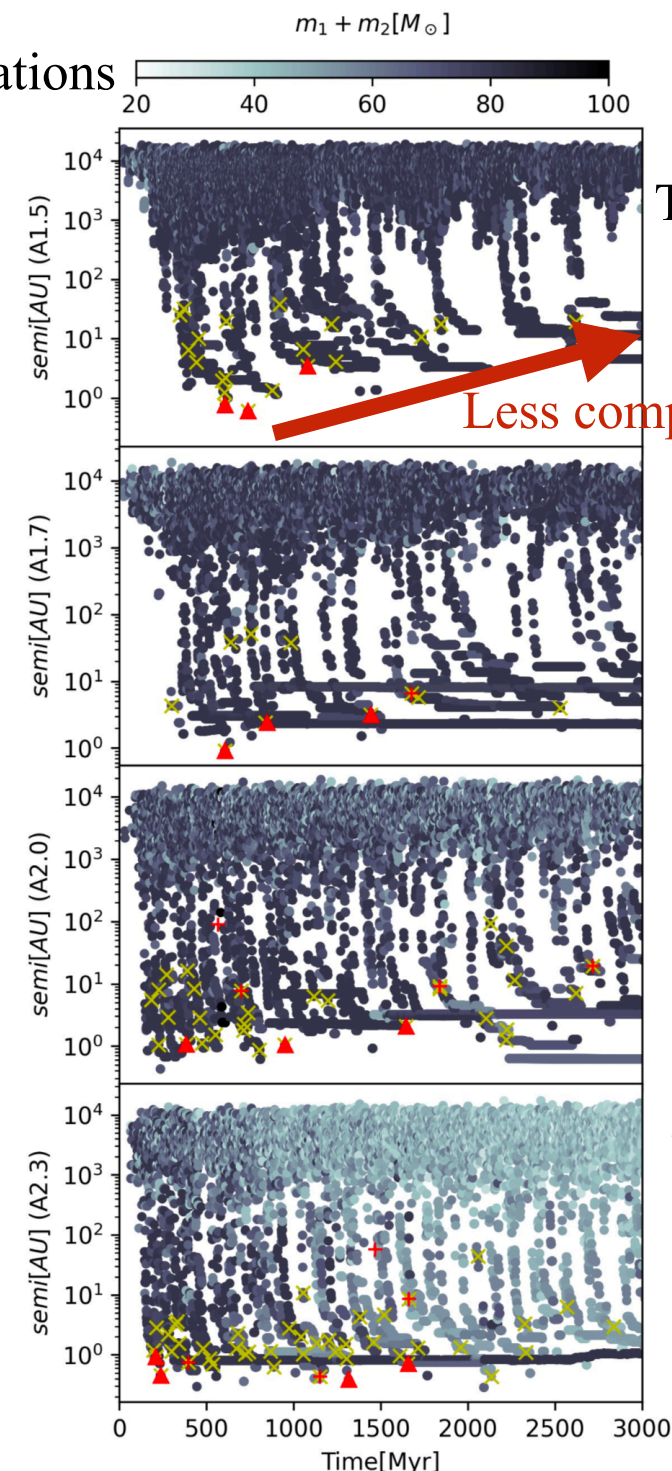 m₁ + m₂[M⊙]
ations
20 40 60 80 100
10⁴
10³
10²
10¹
10⁰
semi[AU] (A1.5)
T
Less comp
10⁴
10³
10²
10¹
10⁰
semi[AU] (A1.7)
10⁴
10³
10²
10¹
10⁰
semi[AU] (A2.0)
10⁴
10³
10²
10¹
10⁰
semi[AU] (A2.3)
0 500 1000 1500 2000 2500 3000
Time[Myr]